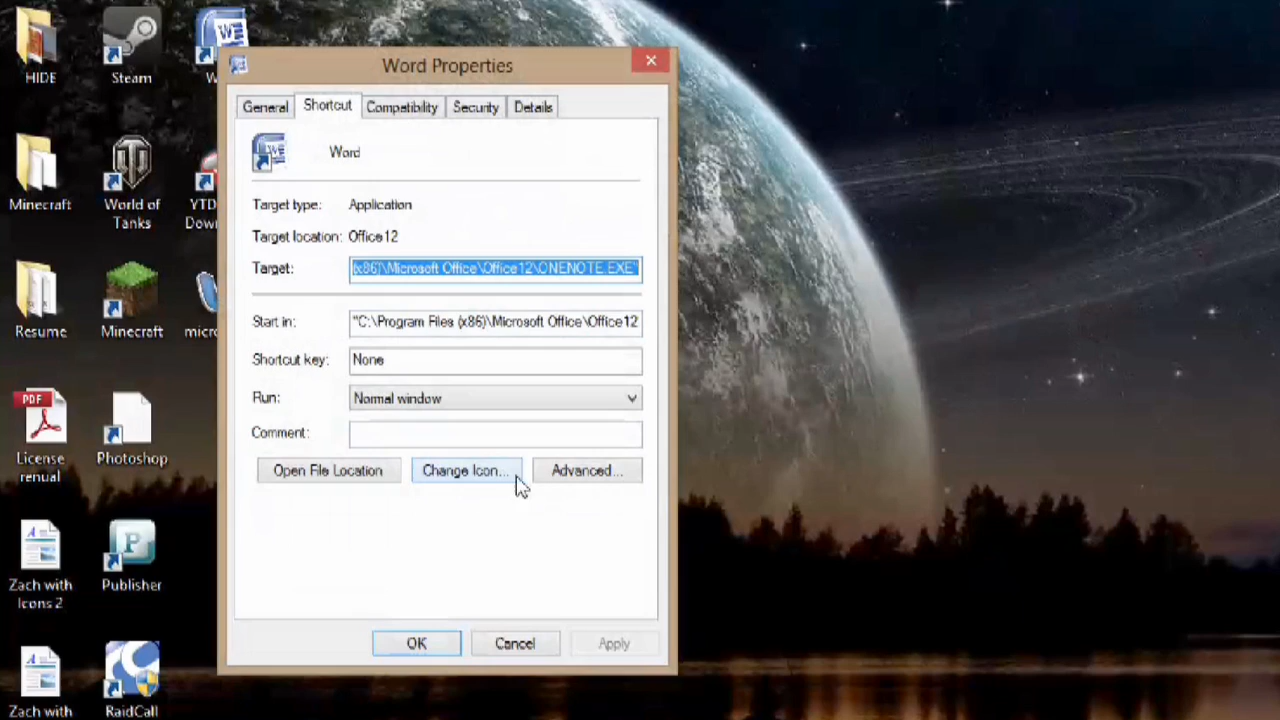 HIDE
Steam
W
Word Properties
General
Shortcut
Compatibility
Security
Details
Word
Target type:
Application
Target location:
Office12
Target:
(x86)\Microsoft Office\Office12\ONENOTE.EXE"
Start in:
"C:\Program Files (x86)\Microsoft Office\Office12
Shortcut key:
None
Run:
Normal window
Comment:
Open File Location
Change Icon...
Advanced...
OK
Cancel
Apply
Minecraft
World of
Tanks
YTD
Down
Resume
Minecraft
micro
PDF
License
renual
Photoshop
Zach with
Icons 2
P
Publisher
Zach with
RaidCall